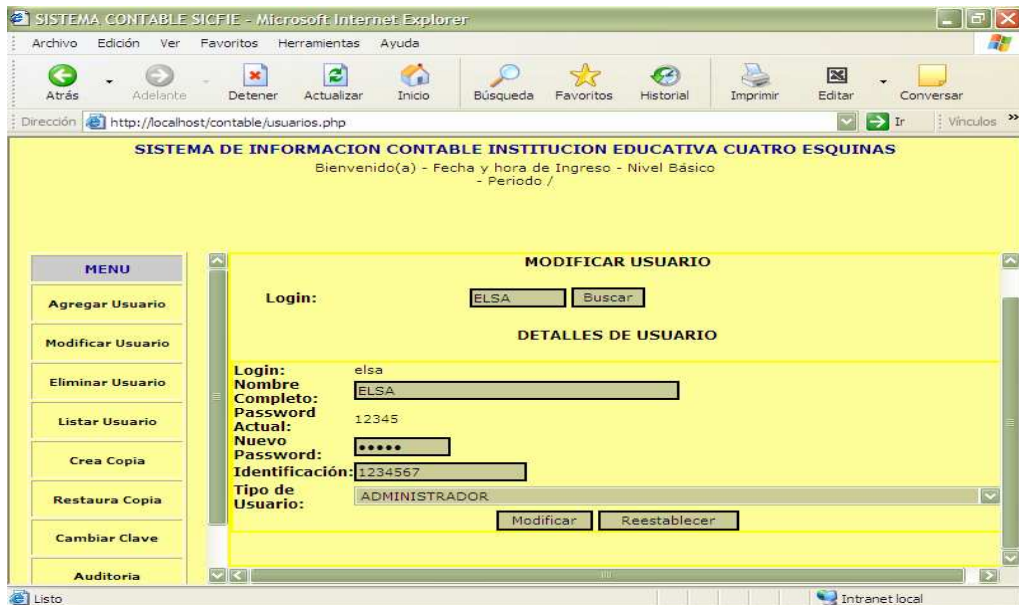 SISTEMA CONTABLE SICFIE - Microsoft Internet Explorer
Archivo Edición Ver Favoritos Herramientas Ayuda
Atrás Adelante Detener Actualizar Inicio Búsqueda Favoritos Historial Imprimir Editar Conversar
Dirección http://localhost/contable/usuarios.php Ir Vínculos »
SISTEMA DE INFORMACION CONTABLE INSTITUCION EDUCATIVA CUATRO ESQUINAS
Bienvenido(a) - Fecha y hora de Ingreso - Nivel Básico
- Periodo /
MENU
Agregar Usuario
Modificar Usuario
Eliminar Usuario
Listar Usuario
Crea Copia
Restaura Copia
Cambiar Clave
Auditoria
MODIFICAR USUARIO
Login: ELSA Buscar
DETALLES DE USUARIO
Login: elsa
Nombre Completo: ELSA
Password Actual: 12345
Nuevo Password: •••••
Identificación: 1234567
Tipo de Usuario: ADMINISTRADOR
Modificar Reestablecer
Listo Intranet local